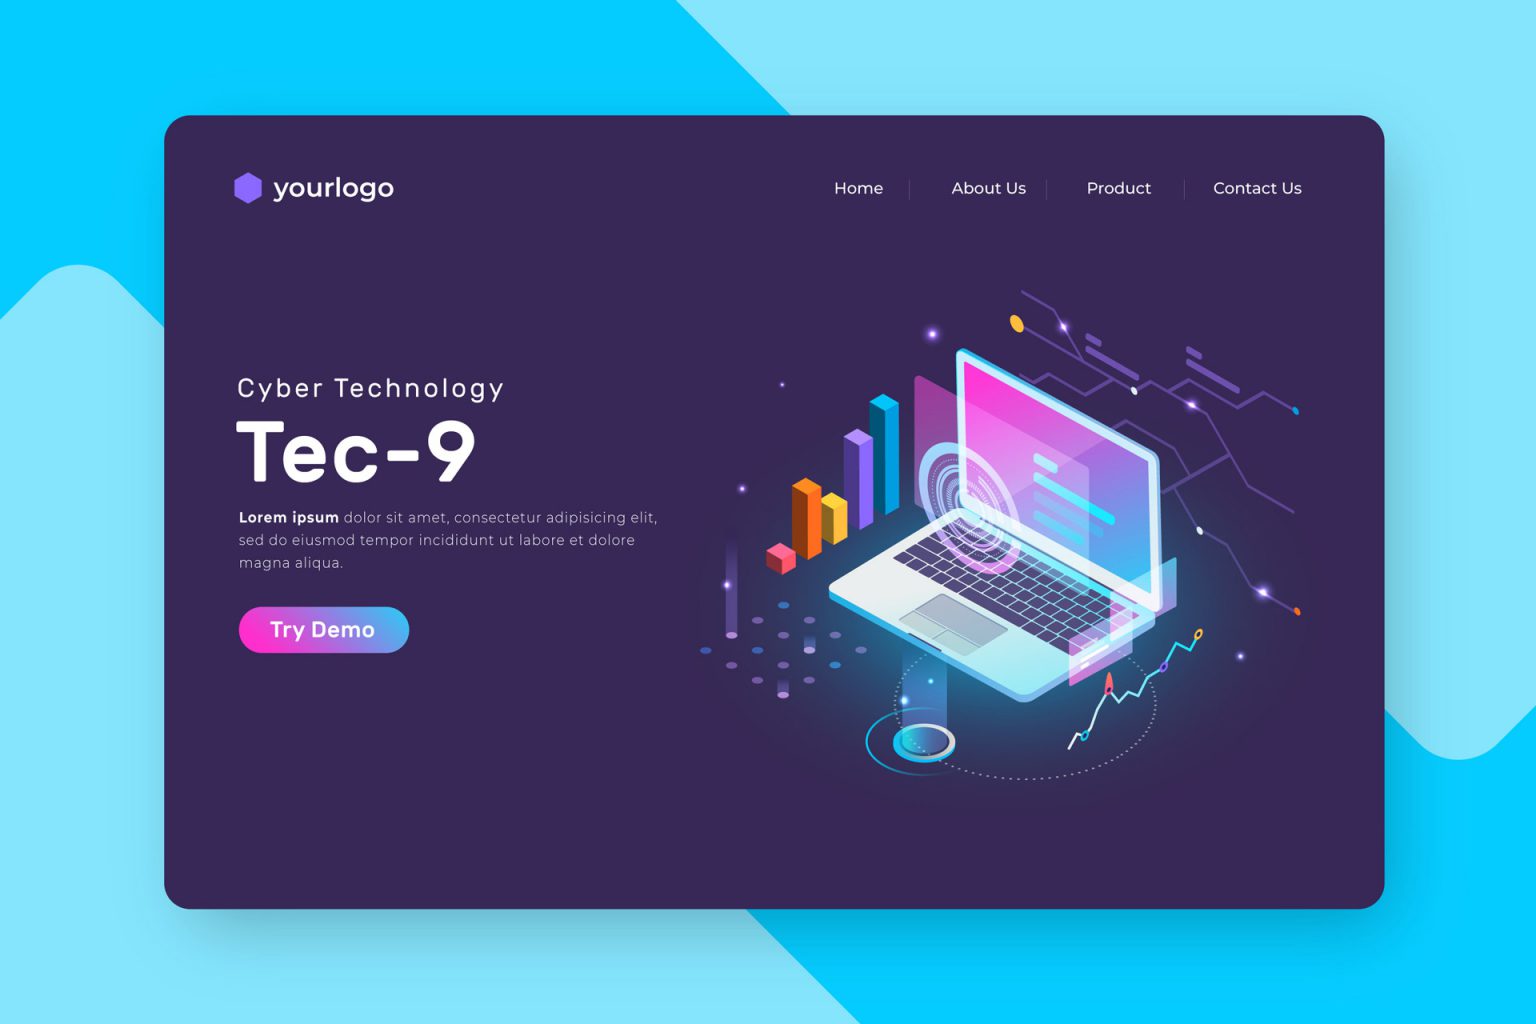 yourlogo
Home
About Us
Product
Contact Us
Cyber Technology
Tec-9
Lorem ipsum dolor sit amet, consectetur adipisicing elit,
sed do eiusmod tempor incididunt ut labore et dolore
magna aliqua.
Try Demo